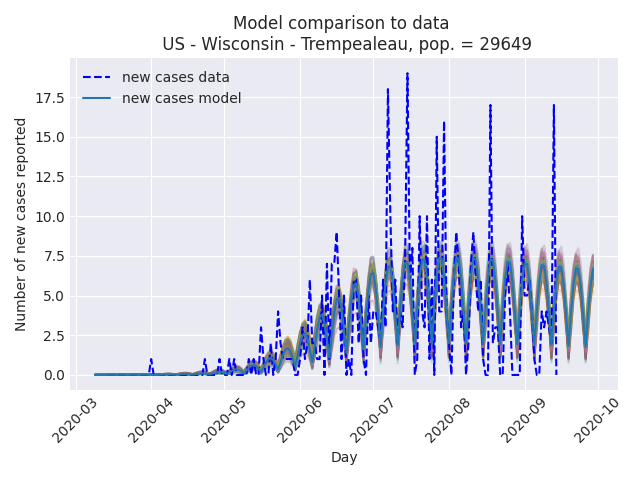 Model comparison to data
US - Wisconsin - Trempealeau, pop. = 29649
new cases data
new cases model
Number of new cases reported
17.5
15.0
12.5
10.0
7.5
5.0
2.5
0.0
2020-03
2020-04
2020-05
2020-06
2020-07
2020-08
2020-09
2020-10
Day